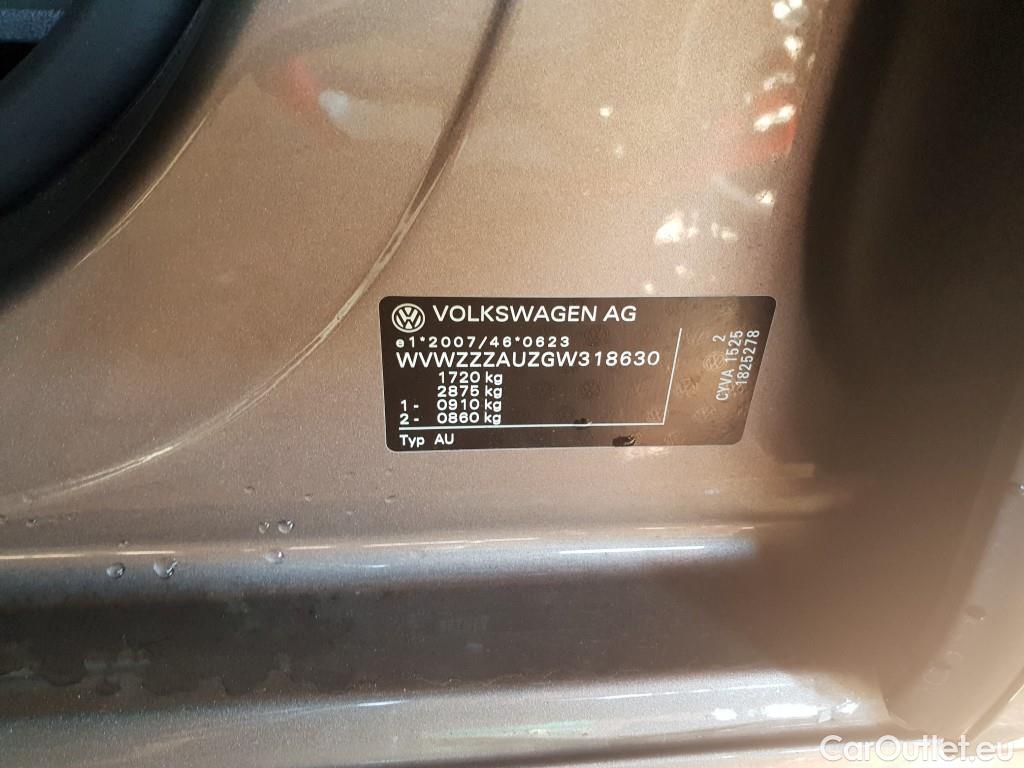 VOLKSWAGEN AG
e1*2007/46*0623
WVWZZZAUZGW318630
1720 kg
2875 kg
1 - 0910 kg
2 - 0860 kg
Typ AU
2
CYVA 1525
1825278
CarOutlet.eu